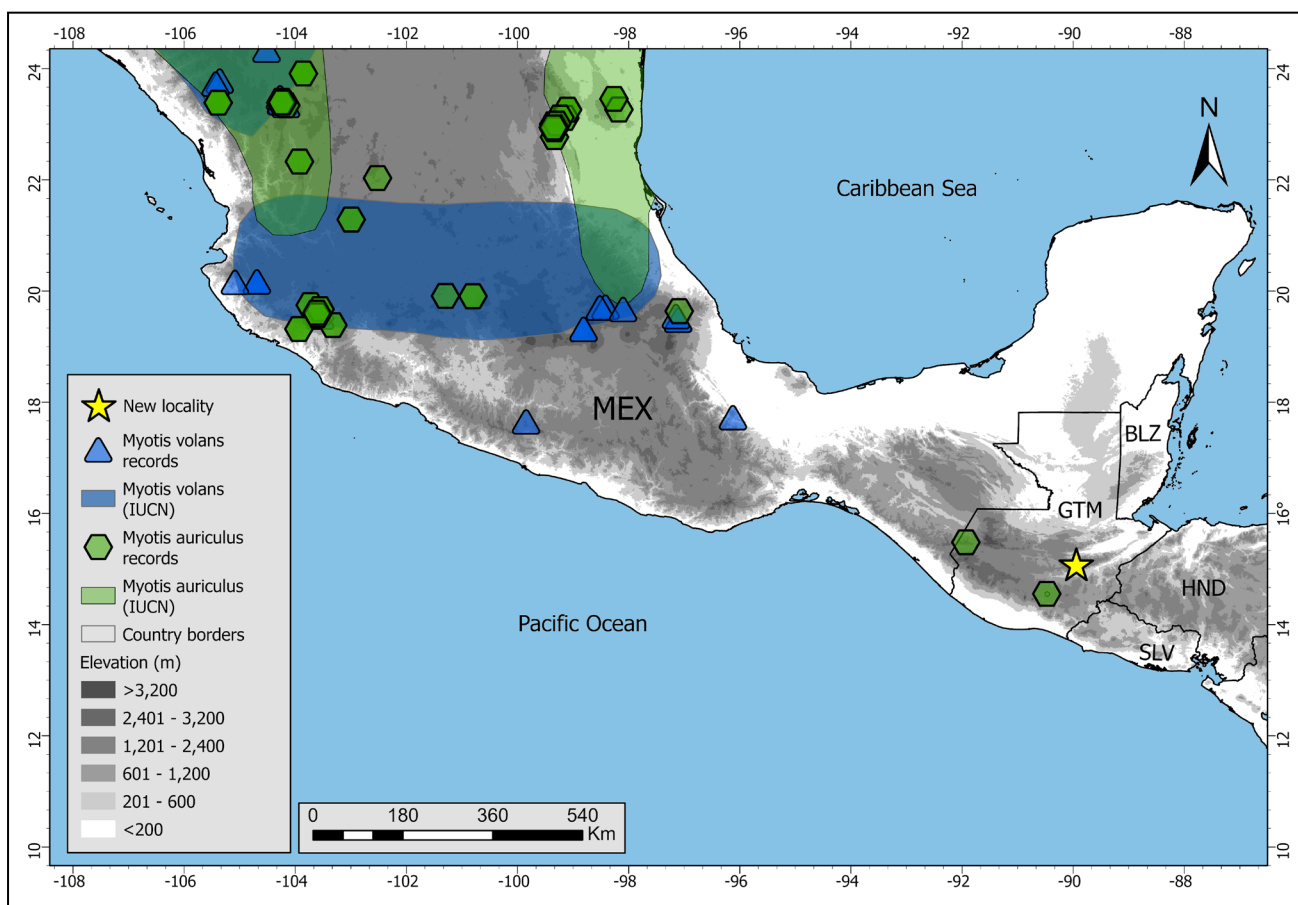 -108 -106 -104 -102 -100 -98 -96 -94 -92 -90 -88
24 24
N
22 22
Caribbean Sea
20 20
18 18
MEX
BLZ
16 16°
GTM
HND
14 14
Pacific Ocean
SLV
12 12
10 10
New locality
Myotis volans
records
Myotis volans
(IUCN)
Myotis auriculus
records
Myotis auriculus
(IUCN)
Country borders
Elevation (m)
>3,200
2,401 - 3,200
1,201 - 2,400
601 - 1,200
201 - 600
<200
0 180 360 540
Km
-108 -106 -104 -102 -100 -98 -96 -94 -92 -90 -88